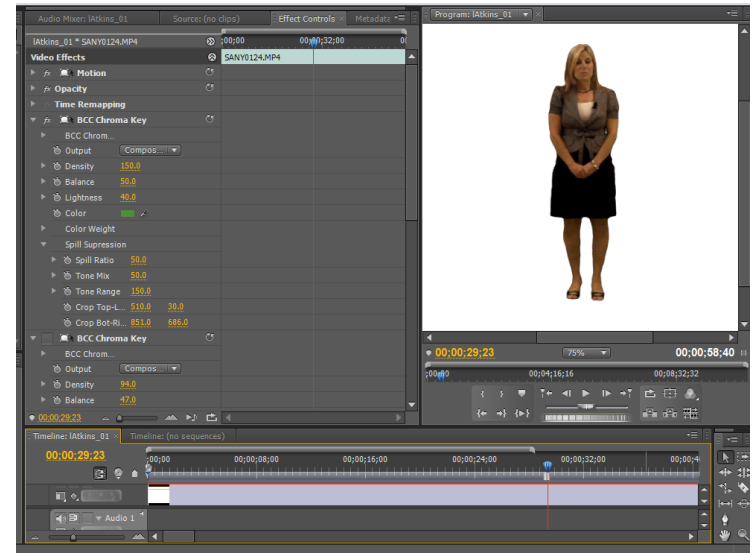 Audio Mixer: lAtkins_01 Source: (no clips) Effect Controls × Metadata
lAtkins_01 * SANY0124.MP4 ;00;00 00;00;32;00 00
Video Effects SANY0124.MP4
fx Motion
fx Opacity
Time Remapping
fx BCC Chroma Key
BCC Chrom...
Output Compos...
Density 150.0
Balance 50.0
Lightness 40.0
Color
Color Weight
Spill Supression
Spill Ratio 50.0
Tone Mix 50.0
Tone Range 150.0
Crop Top-L... 510.0 30.0
Crop Bot-Ri... 851.0 686.0
BCC Chroma Key
BCC Chrom...
Output Compos...
Density 94.0
Balance 47.0
00;00;29;23
Program: lAtkins_01 ×
00;00;29;23 75% 00;00;58;40
;00;00 00;04;16;16 00;08;32;32
Timeline: lAtkins_01 × Timeline: (no sequences)
00;00;29;23 ;00;00 00;00;08;00 00;00;16;00 00;00;24;00 00;00;32;00 00;00;4
Audio 1